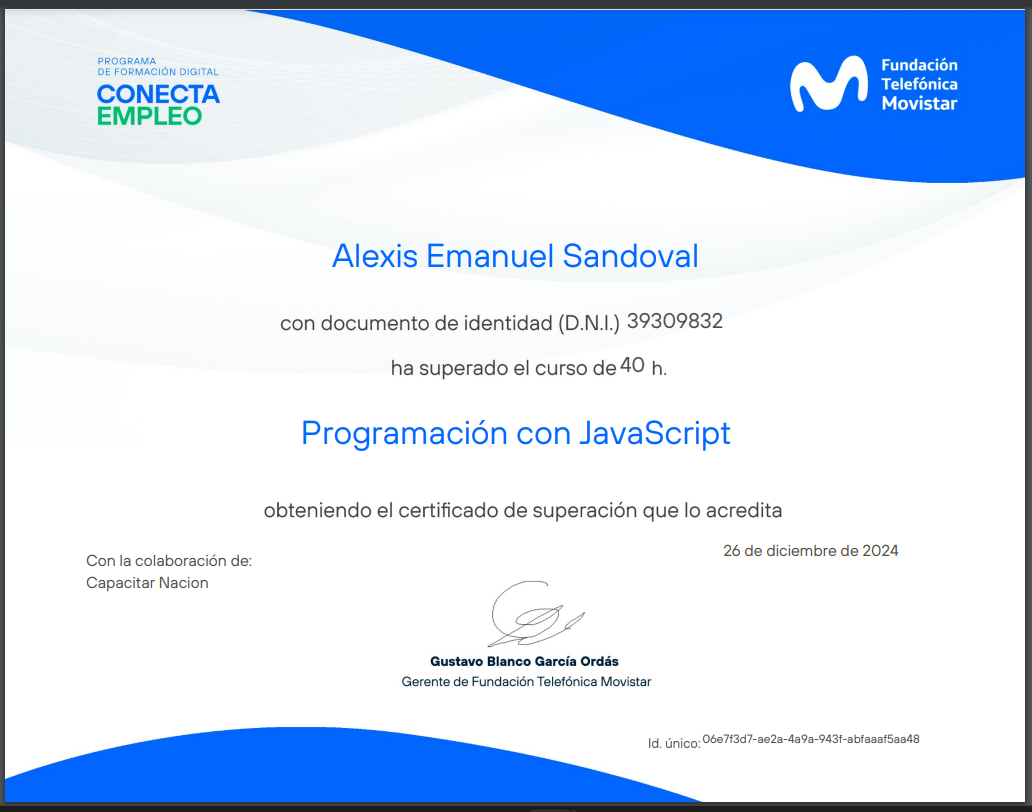 PROGRAMA
DE FORMACIÓN DIGITAL
CONECTA
EMPLEO
Fundación
Telefónica
Movistar
Alexis Emanuel Sandoval
con documento de identidad (D.N.I.) 39309832
ha superado el curso de 40 h.
Programación con JavaScript
obteniendo el certificado de superación que lo acredita
26 de diciembre de 2024
Con la colaboración de:
Capacitar Nacion
Gustavo Blanco García Ordás
Gerente de Fundación Telefónica Movistar
Id. único: 06e7f3d7-ae2a-4a9a-943f-abfaaaf5aa48